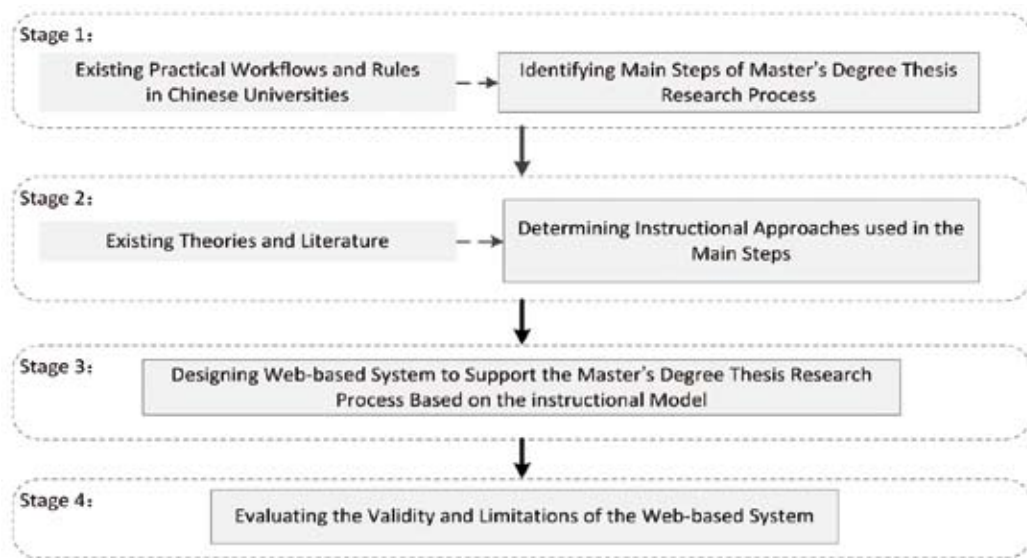 Stage 1:
Existing Practical Workflows and Rules
in Chinese Universities
Identifying Main Steps of Master's Degree Thesis
Research Process
Stage 2:
Existing Theories and Literature
Determining Instructional Approaches used in the
Main Steps
Stage 3:
Designing Web-based System to Support the Master's Degree Thesis Research
Process Based on the instructional Model
Stage 4:
Evaluating the Validity and Limitations of the Web-based System